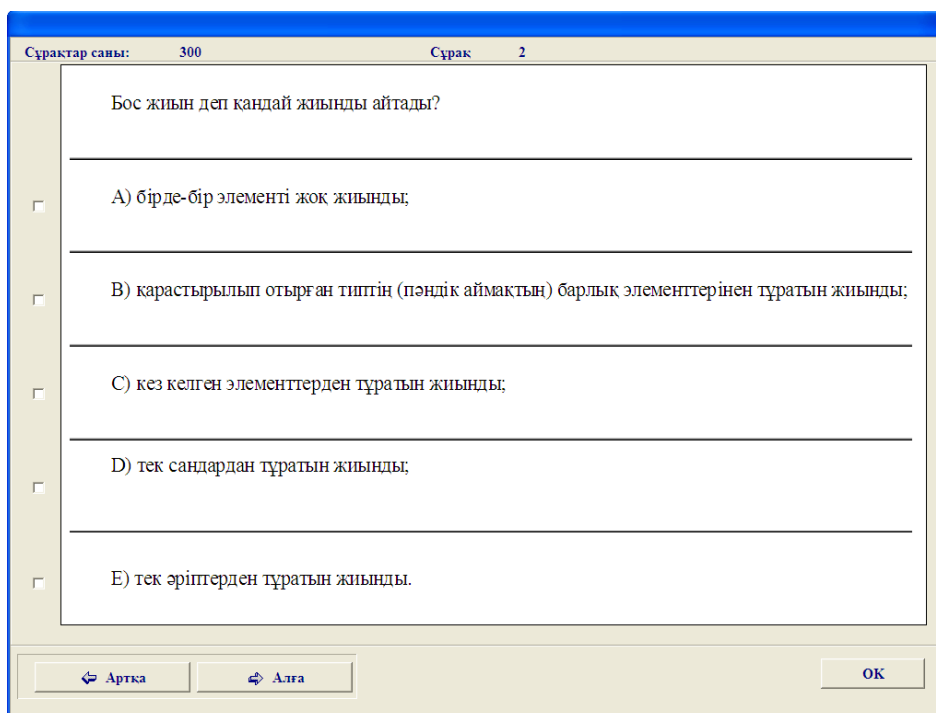 Сұрақтар саны: 300 Сұрақ 2
Бос жиын деп қандай жиынды айтады?
A) бірде-бір элементі жоқ жиынды;
B) қарастырылып отырған типтің (пәндік аймақтың) барлық элементтерінен тұратын жиынды;
C) кез келген элементтерден тұратын жиынды;
D) тек сандардан тұратын жиынды;
E) тек әріптерден тұратын жиынды.
Артқа Алға OK